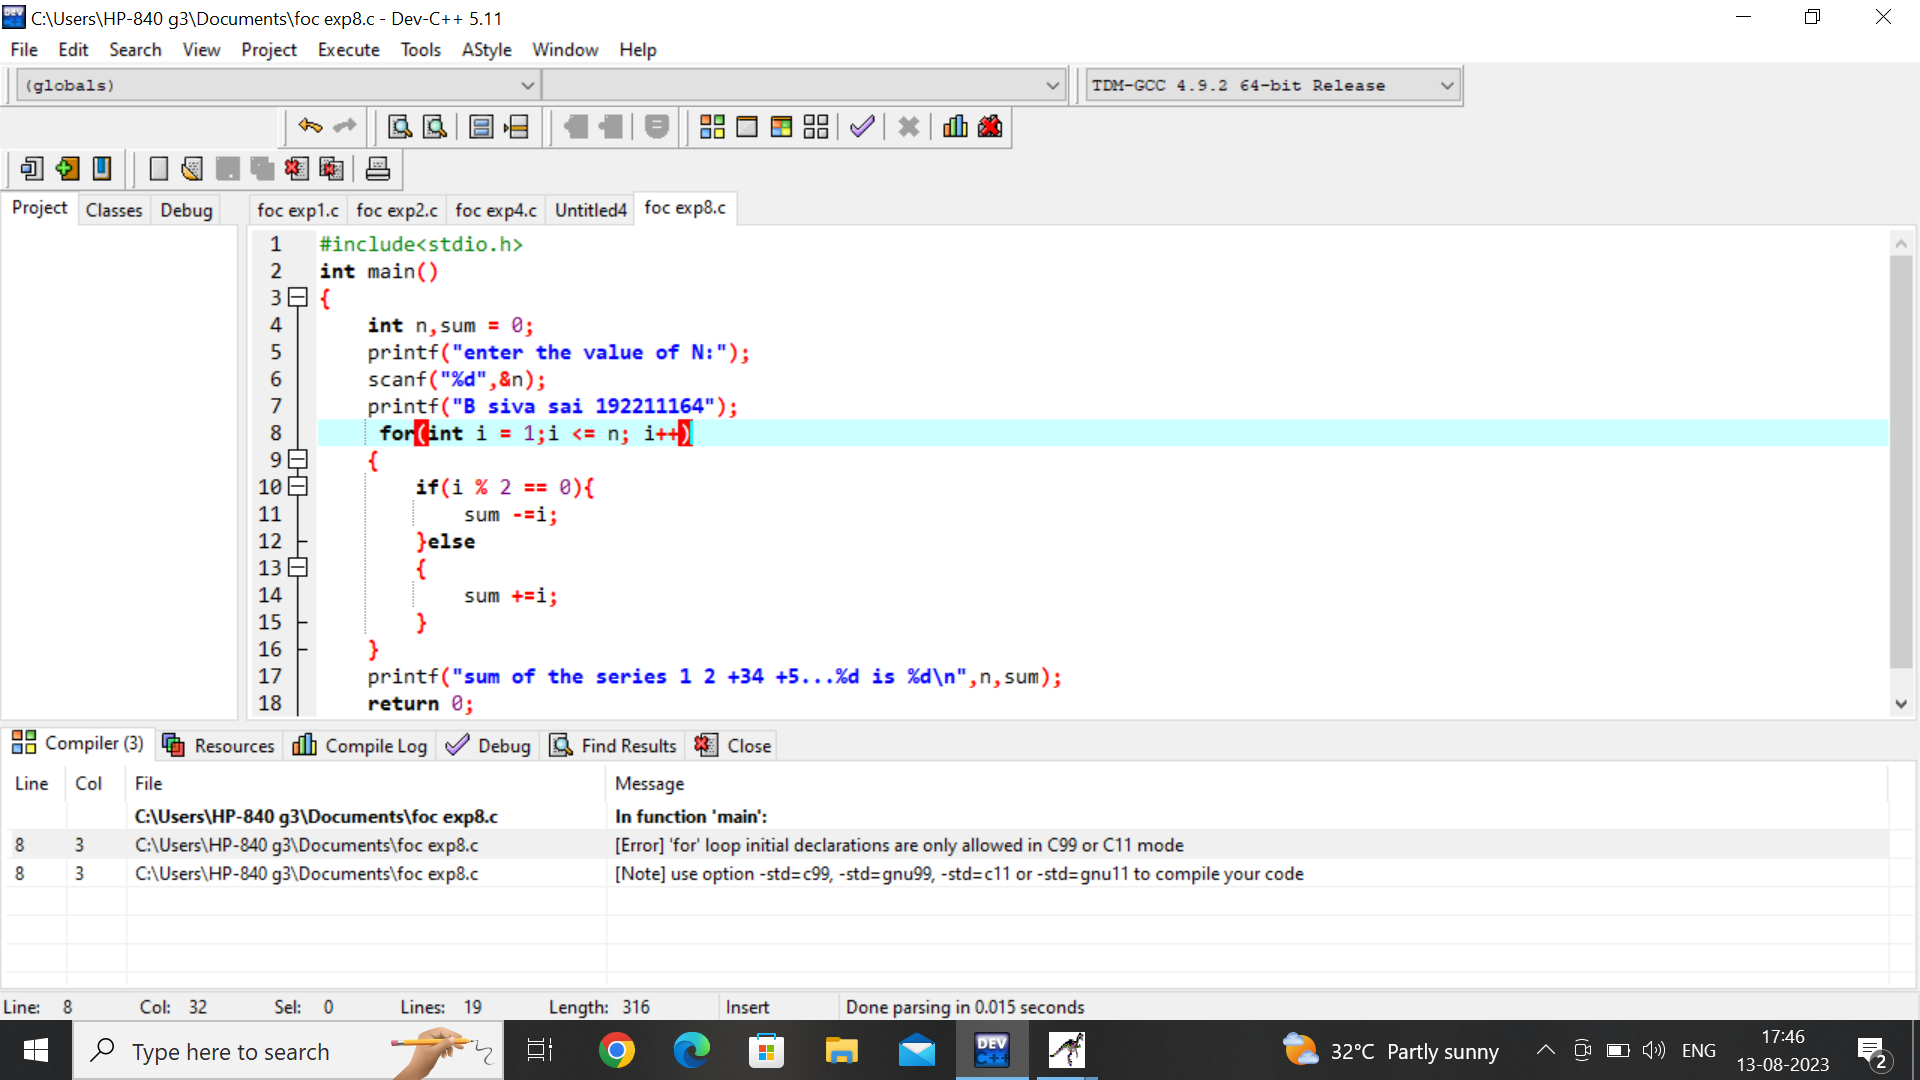 C:\Users\HP-840 g3\Documents\foc exp8.c - Dev-C++ 5.11
File Edit Search View Project Execute Tools AStyle Window Help
(globals) TDM-GCC 4.9.2 64-bit Release
Project Classes Debug foc exp1.c foc exp2.c foc exp4.c Untitled4 foc exp8.c
1 #include<stdio.h>
2 int main()
3 {
4 int n,sum = 0;
5 printf("enter the value of N:");
6 scanf("%d",&n);
7 printf("B siva sai 192211164");
8 for(int i = 1;i <= n; i++)
9 {
10 if(i % 2 == 0){
11 sum -=i;
12 }else
13 {
14 sum +=i;
15 }
16 }
17 printf("sum of the series 1 2 +34 +5...%d is %d\n",n,sum);
18 return 0;
Compiler (3) Resources Compile Log Debug Find Results Close
Line Col File Message
C:\Users\HP-840 g3\Documents\foc exp8.c In function 'main':
8 3 C:\Users\HP-840 g3\Documents\foc exp8.c [Error] 'for' loop initial declarations are only allowed in C99 or C11 mode
8 3 C:\Users\HP-840 g3\Documents\foc exp8.c [Note] use option -std=c99, -std=gnu99, -std=c11 or -std=gnu11 to compile your code
Line: 8 Col: 32 Sel: 0 Lines: 19 Length: 316 Insert Done parsing in 0.015 seconds
Type here to search DEV C++ 32°C Partly sunny ENG 17:46
13-08-2023 2